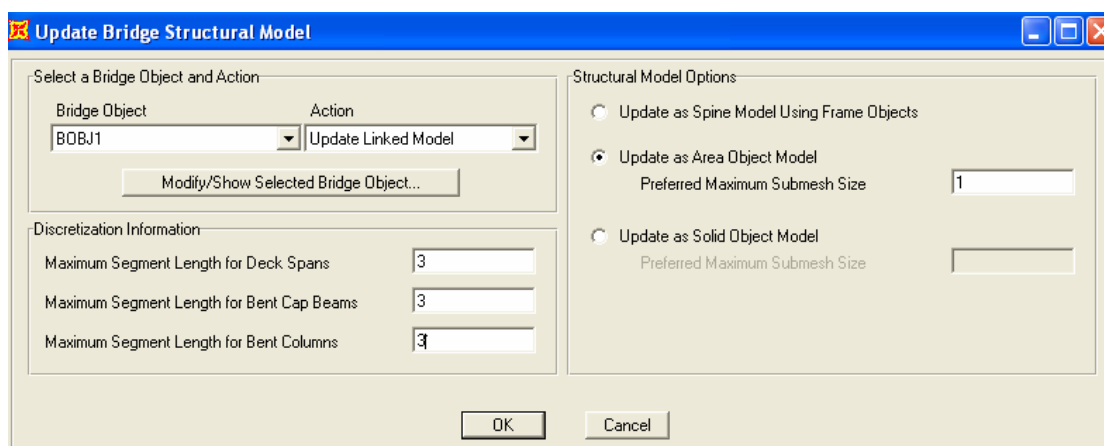 Update Bridge Structural Model
Select a Bridge Object and Action
Bridge Object Action
BOBJ1 Update Linked Model
Modify/Show Selected Bridge Object...
Discretization Information
Maximum Segment Length for Deck Spans 3
Maximum Segment Length for Bent Cap Beams 3
Maximum Segment Length for Bent Columns 3
Structural Model Options
Update as Spine Model Using Frame Objects
Update as Area Object Model
Preferred Maximum Submesh Size 1
Update as Solid Object Model
Preferred Maximum Submesh Size
OK Cancel